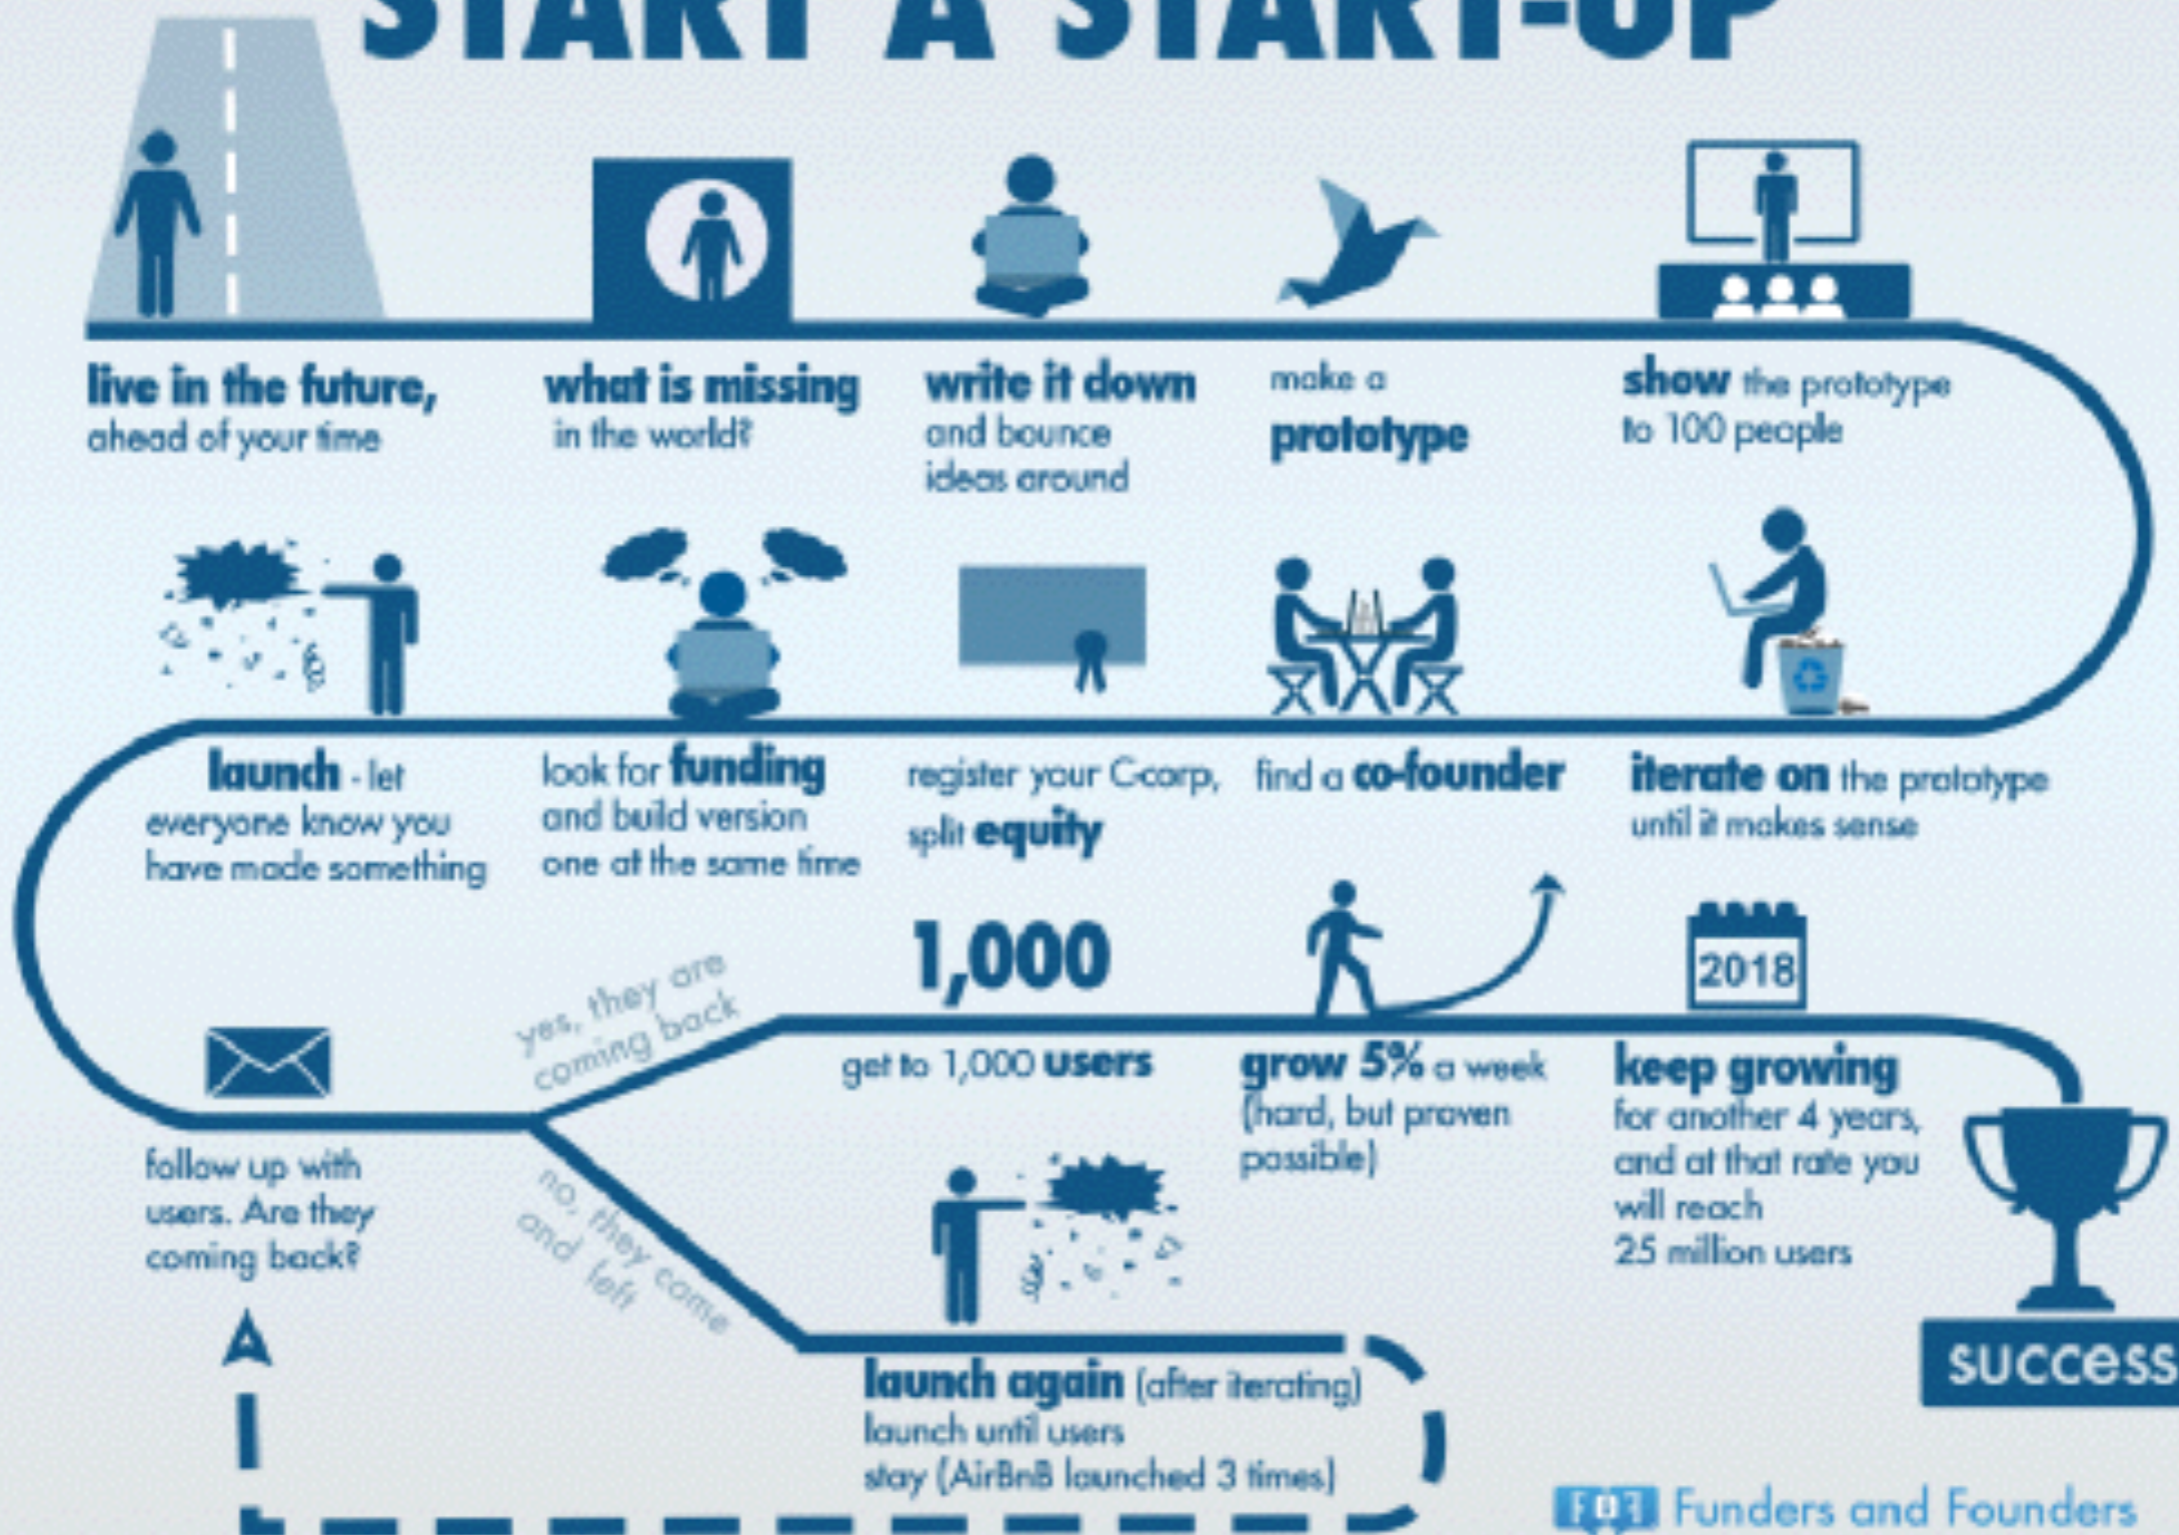 START A START-UP
live in the future,
ahead of your time
what is missing
in the world?
write it down
and bounce
ideas around
make a
prototype
show the prototype
to 100 people
iterate on the prototype
until it makes sense
find a co-founder
register your C-corp,
split equity
look for funding
and build version
one at the same time
launch - let
everyone know you
have made something
follow up with
users. Are they
coming back?
yes, they are
coming back
1,000
get to 1,000 users
grow 5% a week
(hard, but proven
possible)
2018
keep growing
for another 4 years,
and at that rate you
will reach
25 million users
success
no, they came
and left
launch again (after iterating)
launch until users
stay (AirBnB launched 3 times)
Funders and Founders